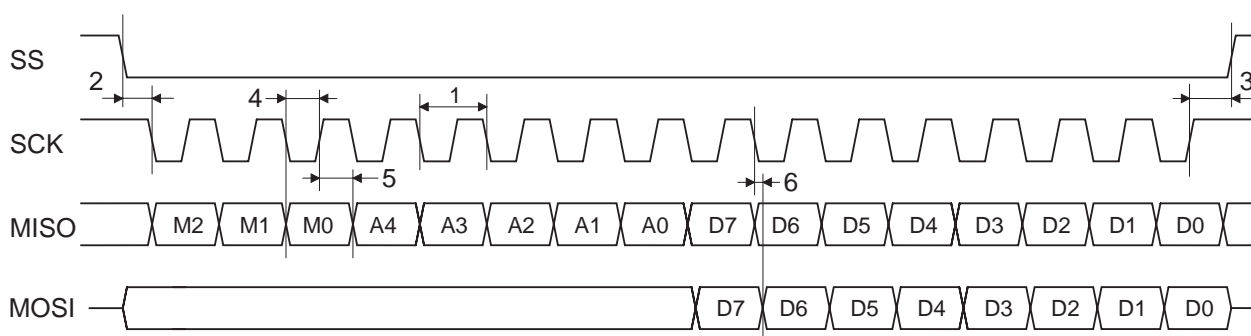 SS
2
3
4
1
SCK
5
6
MISO M2 M1 M0 A4 A3 A2 A1 A0 D7 D6 D5 D4 D3 D2 D1 D0
MOSI D7 D6 D5 D4 D3 D2 D1 D0